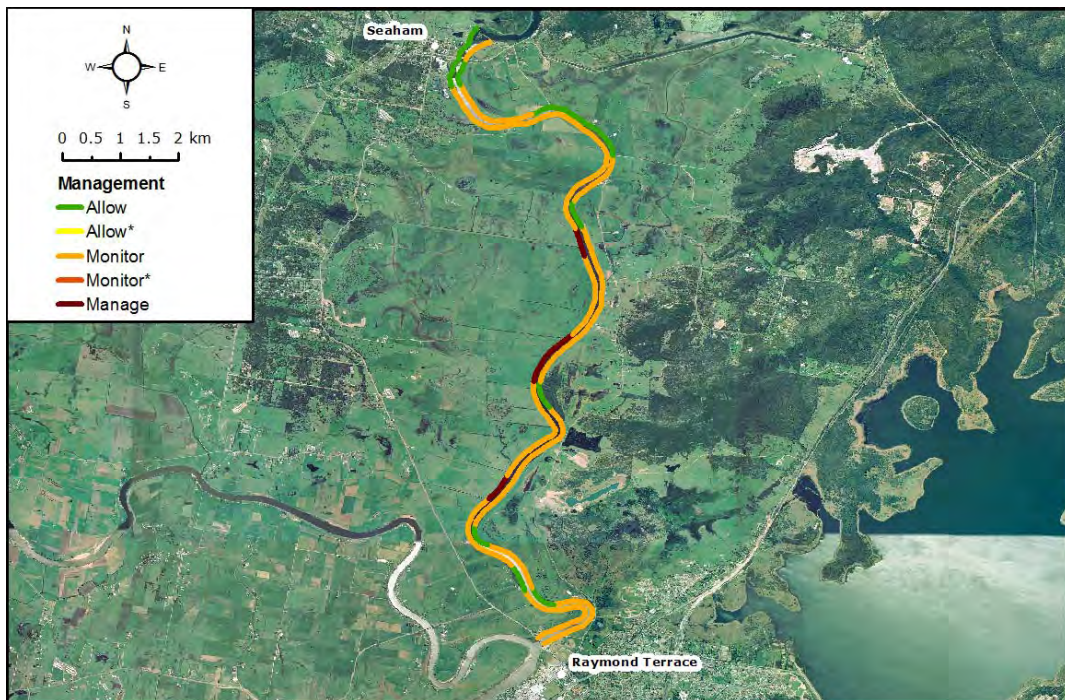 Seaham
N
W E
S
0 0.5 1 1.5 2 km
Management
Allow
Allow*
Monitor
Monitor*
Manage
Raymond Terrace